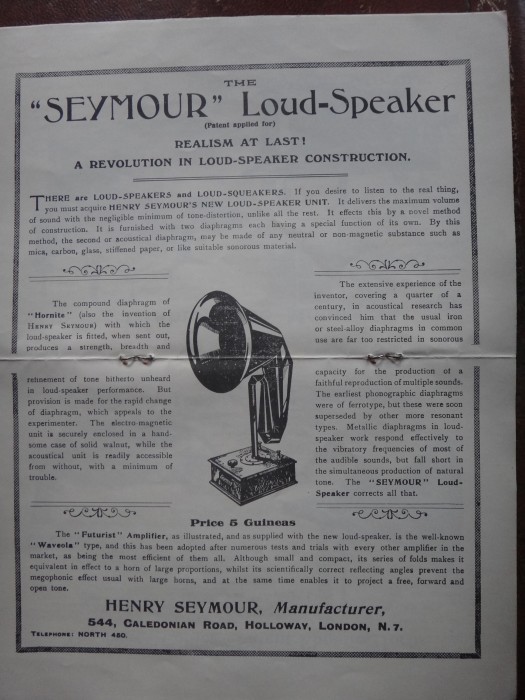 THE
"SEYMOUR" Loud-Speaker
(Patent applied for)
REALISM AT LAST!
A REVOLUTION IN LOUD-SPEAKER CONSTRUCTION.
THERE are LOUD-SPEAKERS and LOUD-SQUEAKERS. If you desire to listen to the real thing,
you must acquire HENRY SEYMOUR'S NEW LOUD-SPEAKER UNIT. It delivers the maximum volume
of sound with the negligible minimum of tone-distortion, unlike all the rest. It effects this by a novel method
of construction. It is furnished with two diaphragms each having a special function of its own. By this
method, the second or acoustical diaphragm, may be made of any neutral or non-magnetic substance such as
mica, carbon, glass, stiffened paper, or like suitable sonorous material.
The compound diaphragm of
"Hornite" (also the invention of
HENRY SEYMOUR) with which the
loud-speaker is fitted, when sent out,
produces a strength, breadth and
refinement of tone hitherto unheard
in loud-speaker performance. But
provision is made for the rapid change
of diaphragm, which appeals to the
experimenter. The electro-magnetic
unit is securely enclosed in a hand-
some case of solid walnut, while the
acoustical unit is readily accessible
from without, with a minimum of
trouble.
The extensive experience of the
inventor, covering a quarter of a
century, in acoustical research has
convinced him that the usual iron
or steel-alloy diaphragms in common
use are far too restricted in sonorous
capacity for the production of a
faithful reproduction of multiple sounds.
The earliest phonographic diaphragms
were of ferrotype, but these were soon
superseded by other more resonant
types. Metallic diaphragms in loud-
speaker work respond effectively to
the vibratory frequencies of most of
the audible sounds, but fall short in
the simultaneous production of natural
tone. The "SEYMOUR" Loud-
Speaker corrects all that.
Price 5 Guineas
The "Futurist" Amplifier, as illustrated, and as supplied with the new loud-speaker, is the well-known
"Waveola" type, and this has been adopted after numerous tests and trials with every other amplifier in the
market, as being the most efficient of them all. Although small and compact, its series of folds makes it
equivalent in effect to a horn of large proportions, whilst its scientifically correct reflecting angles prevent the
megophonic effect usual with large horns, and at the same time enables it to project a free, forward and
open tone.
HENRY SEYMOUR, Manufacturer,
544, CALEDONIAN ROAD, HOLLOWAY, LONDON, N.7.
TELEPHONE: NORTH 480.